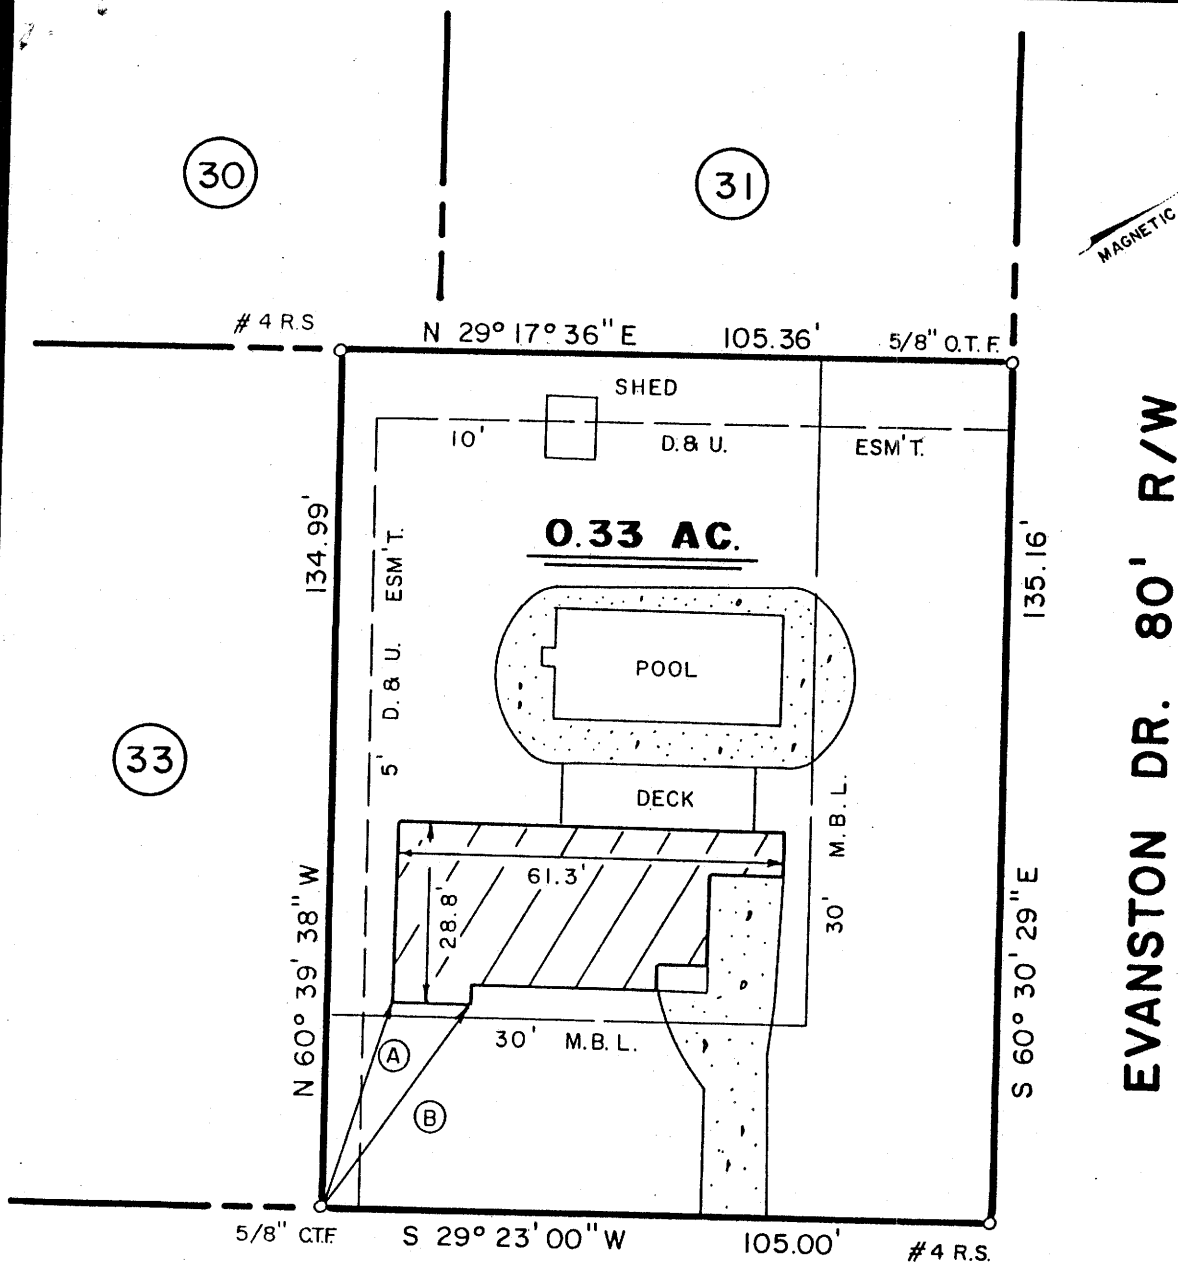 30
31
MAGNETIC
# 4 R.S
N 29° 17° 36" E 105.36' 5/8" O.T.F.
SHED
10' D.& U. ESM'T.
0.33 AC.
134.99'
N 60° 39' 38" W
5' D.& U. ESM'T.
135.16'
S 60° 30' 29" E
EVANSTON DR. 80' R/W
POOL
33
DECK
30' M.B.L.
61.3'
28.8'
30' M.B.L.
A
B
5/8" C.T.F. S 29° 23' 00" W 105.00' # 4 R.S.